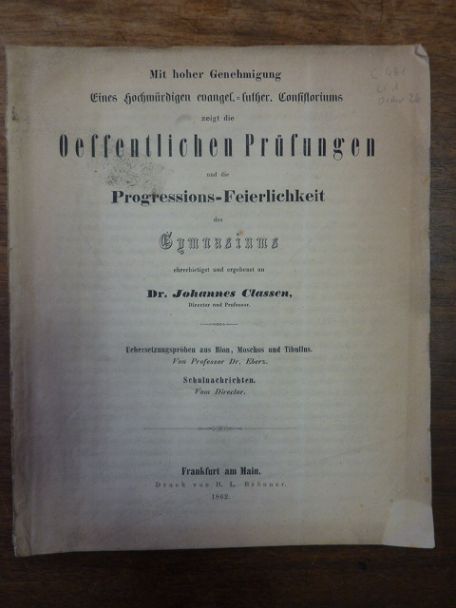 Mit hoher Genehmigung
Eines Hochwürdigen evangel.-luther. Consistoriums
zeigt die
Oeffentlichen Prüfungen
und die
Progressions-Feierlichkeit
des
Gymnasiums
ehrerbietigst und ergebenst an
Dr. Johannes Classen,
Director und Professor.
Uebersetzungspröben aus Bion, Moschos und Tibullus.
Von Professor Dr. Eberz.
Schulnachrichten.
Vom Director.
Frankfurt am Main.
Druck von H. L. Brönner.
1862.